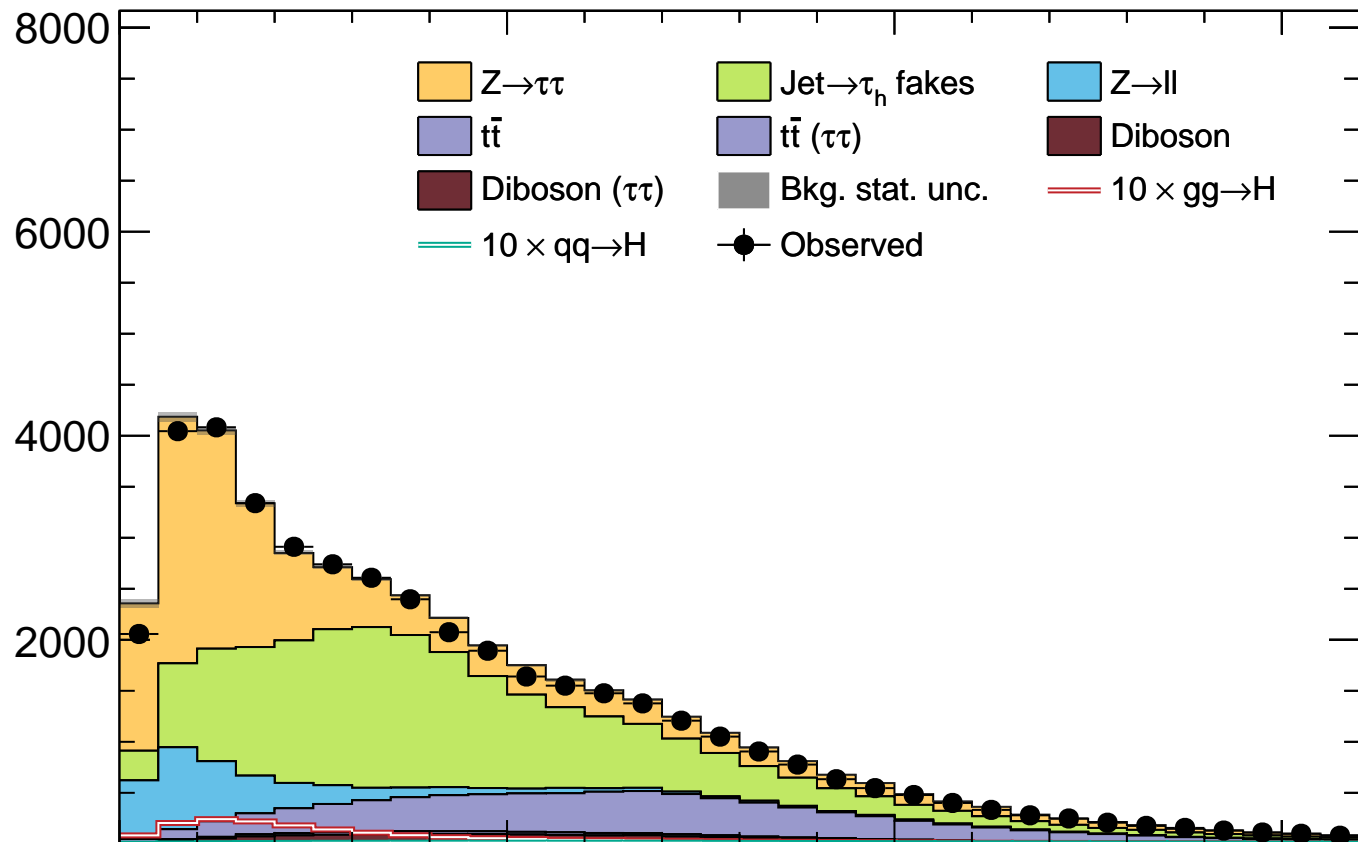 8000
Z→ττ Jet→τh fakes Z→ll
tt̄ tt̄ (ττ) Diboson
Diboson (ττ) Bkg. stat. unc. 10 × gg→H
6000
10 × qq→H Observed
4000
2000